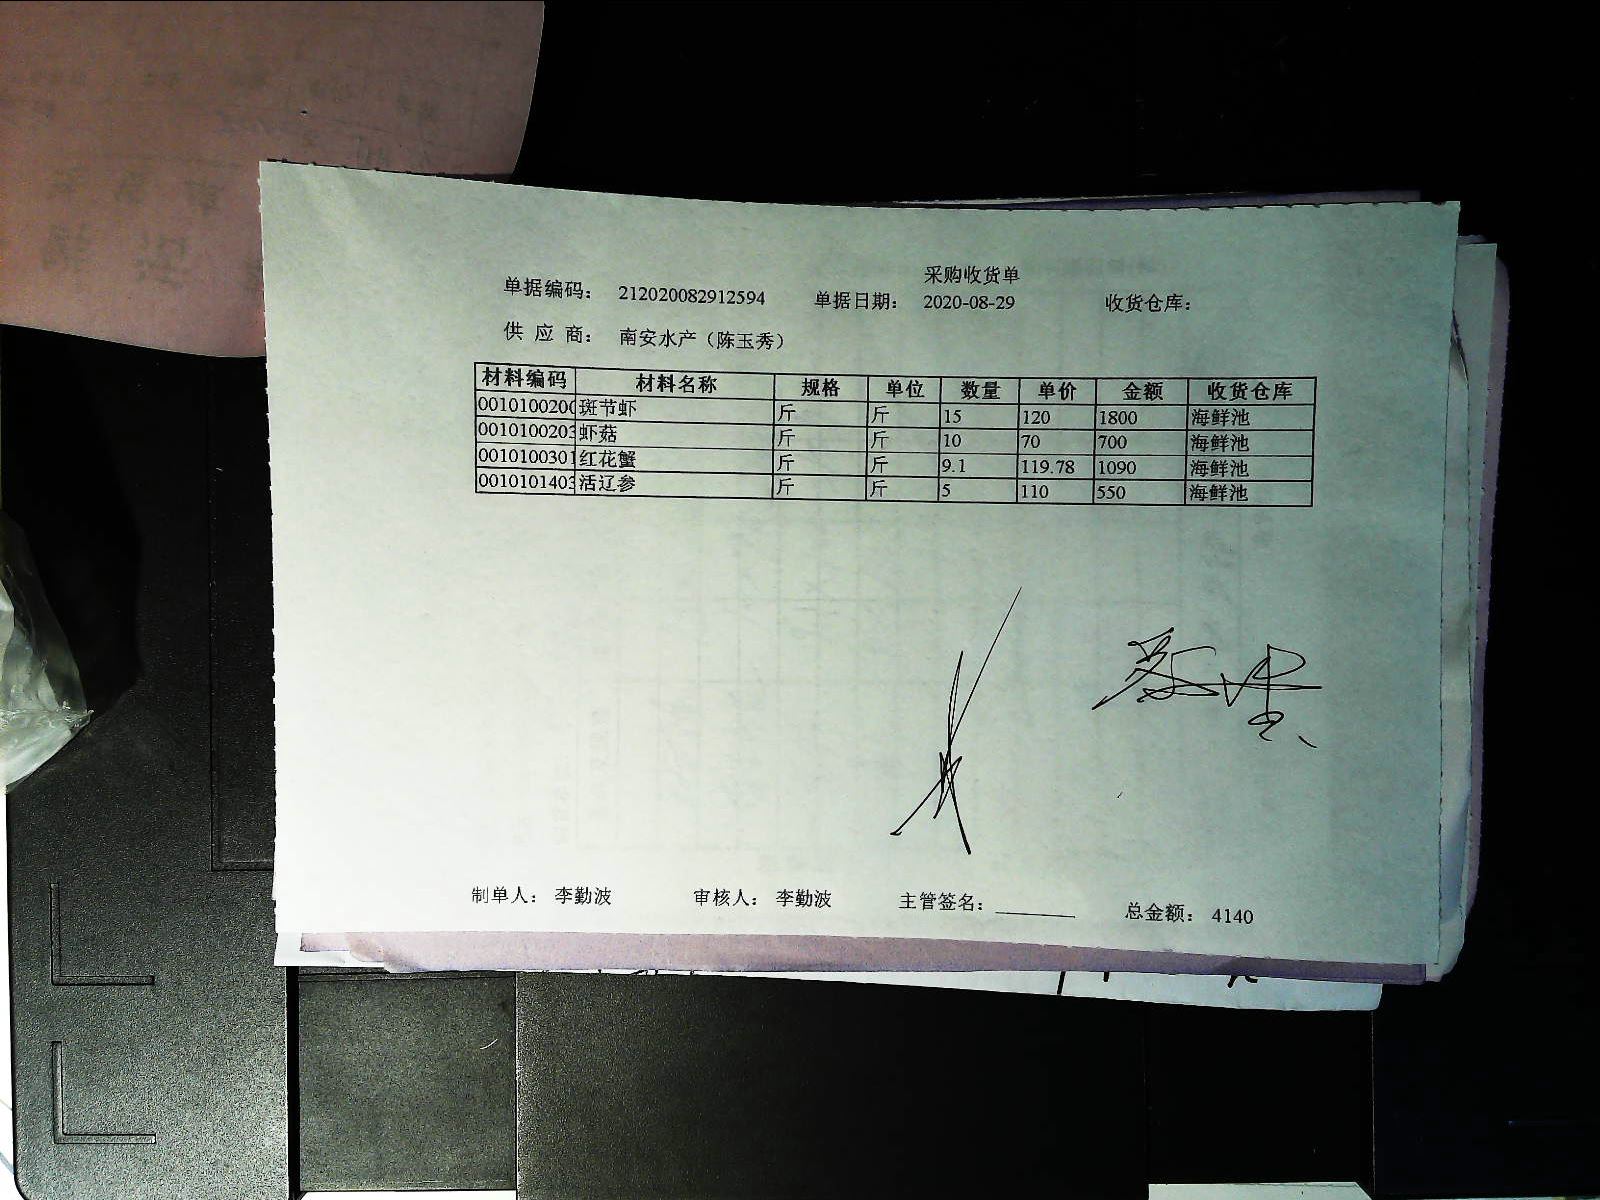 采购收货单
单据编码： 212020082912594 单据日期： 2020-08-29 收货仓库：
供 应 商： 南安水产（陈玉秀）
材料编码 材料名称 规格 单位 数量 单价 金额 收货仓库
0010100200 斑节虾 斤 斤 15 120 1800 海鲜池
0010100203 虾菇 斤 斤 10 70 700 海鲜池
0010100301 红花蟹 斤 斤 9.1 119.78 1090 海鲜池
0010101403 活辽参 斤 斤 5 110 550 海鲜池
制单人： 李勤波 审核人： 李勤波 主管签名： 总金额： 4140